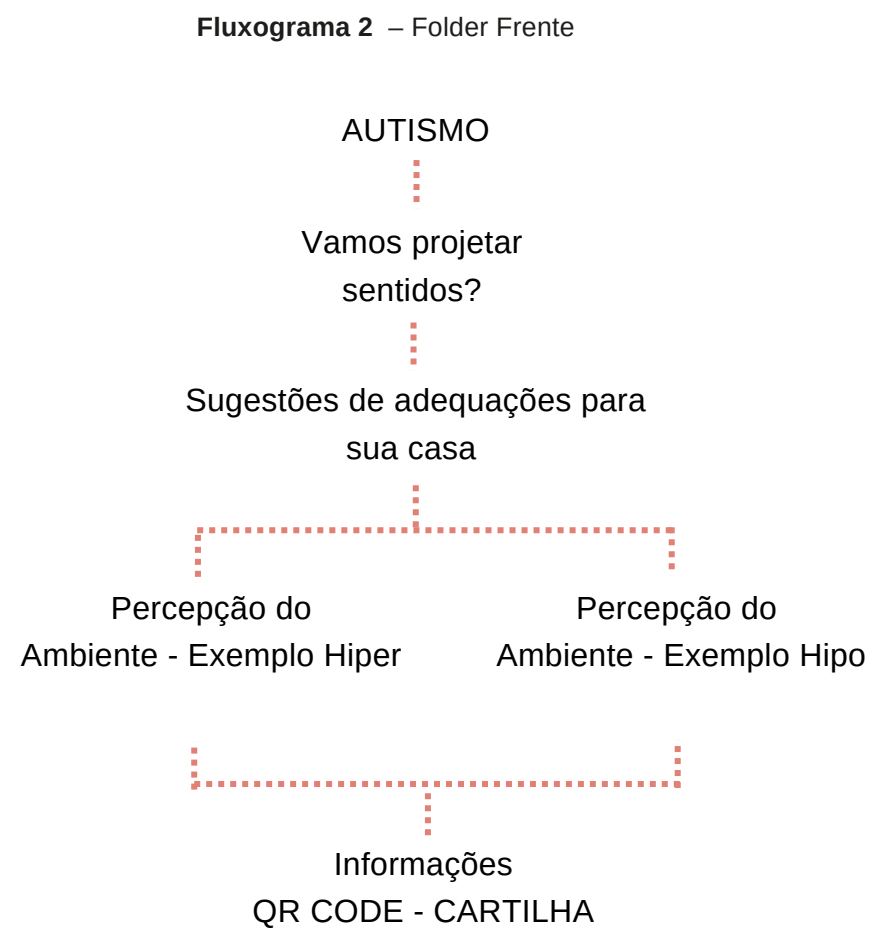 Fluxograma 2 – Folder Frente
AUTISMO
Vamos projetar
sentidos?
Sugestões de adequações para
sua casa
Percepção do
Ambiente - Exemplo Hiper
Percepção do
Ambiente - Exemplo Hipo
Informações
QR CODE - CARTILHA